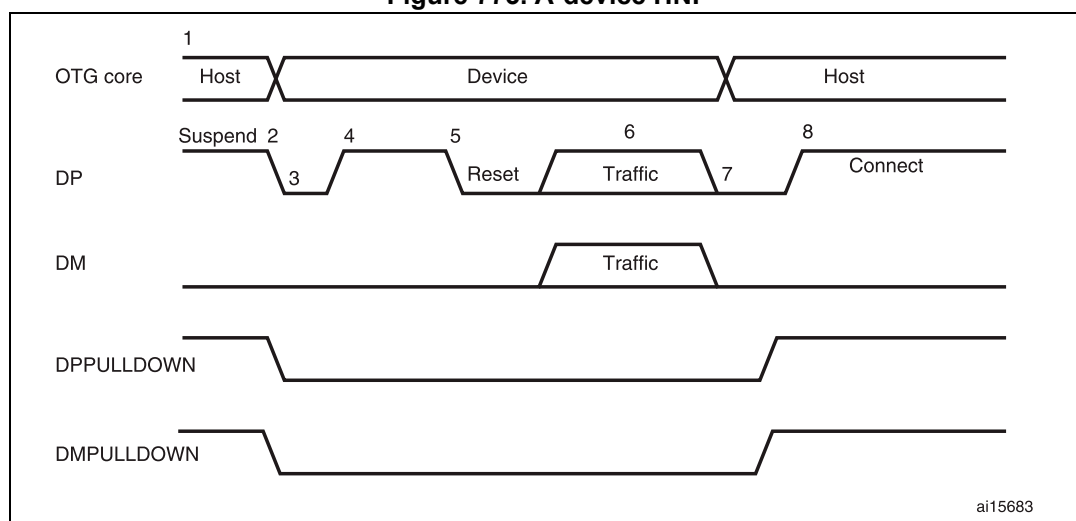 1
OTG core Host Device Host
Suspend 2 4 5 6 8
DP 3 Reset Traffic 7 Connect
DM Traffic
DPPULLDOWN
DMPULLDOWN
ai15683